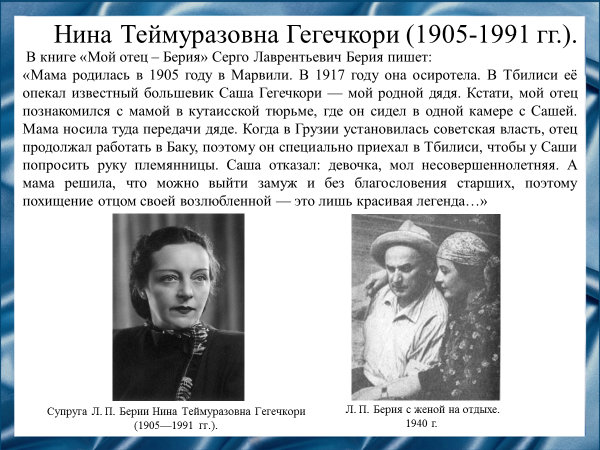 Нина Теймуразовна Гегечкори (1905-1991 гг.).
В книге «Мой отец – Берия» Серго Лаврентьевич Берия пишет:
«Мама родилась в 1905 году в Марвили. В 1917 году она осиротела. В Тбилиси её
опекал известный большевик Саша Гегечкори — мой родной дядя. Кстати, мой отец
познакомился с мамой в кутаисской тюрьме, где он сидел в одной камере с Сашей.
Мама носила туда передачи дяде. Когда в Грузии установилась советская власть, отец
продолжал работать в Баку, поэтому он специально приехал в Тбилиси, чтобы у Саши
попросить руку племянницы. Саша отказал: девочка, мол несовершеннолетняя. А
мама решила, что можно выйти замуж и без благословения старших, поэтому
похищение отцом своей возлюбленной — это лишь красивая легенда…»
Супруга Л. П. Берии Нина Теймуразовна Гегечкори
(1905—1991 гг.).
Л. П. Берия с женой на отдыхе.
1940 г.